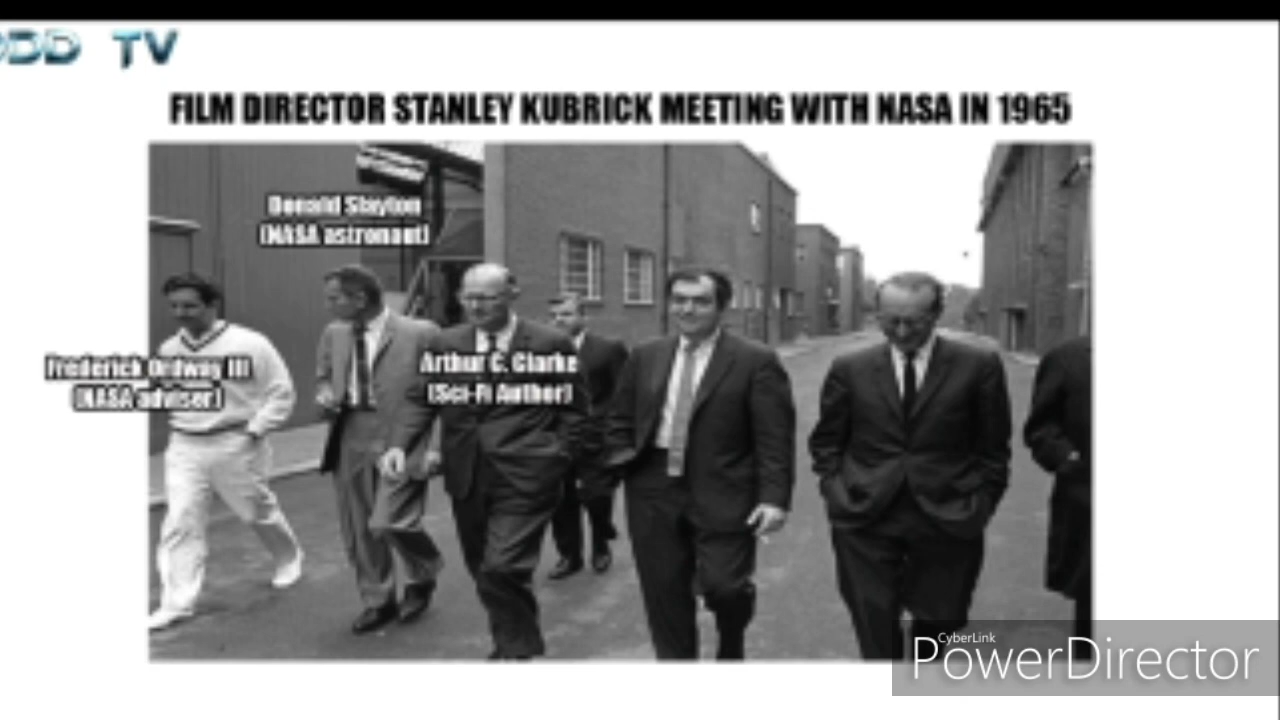 ODD TV
FILM DIRECTOR STANLEY KUBRICK MEETING WITH NASA IN 1965
Donald Slayton
(NASA astronaut)
Frederick Ordway III
(NASA adviser)
Arthur C. Clarke
(Sci-Fi Author)
CyberLink
PowerDirector